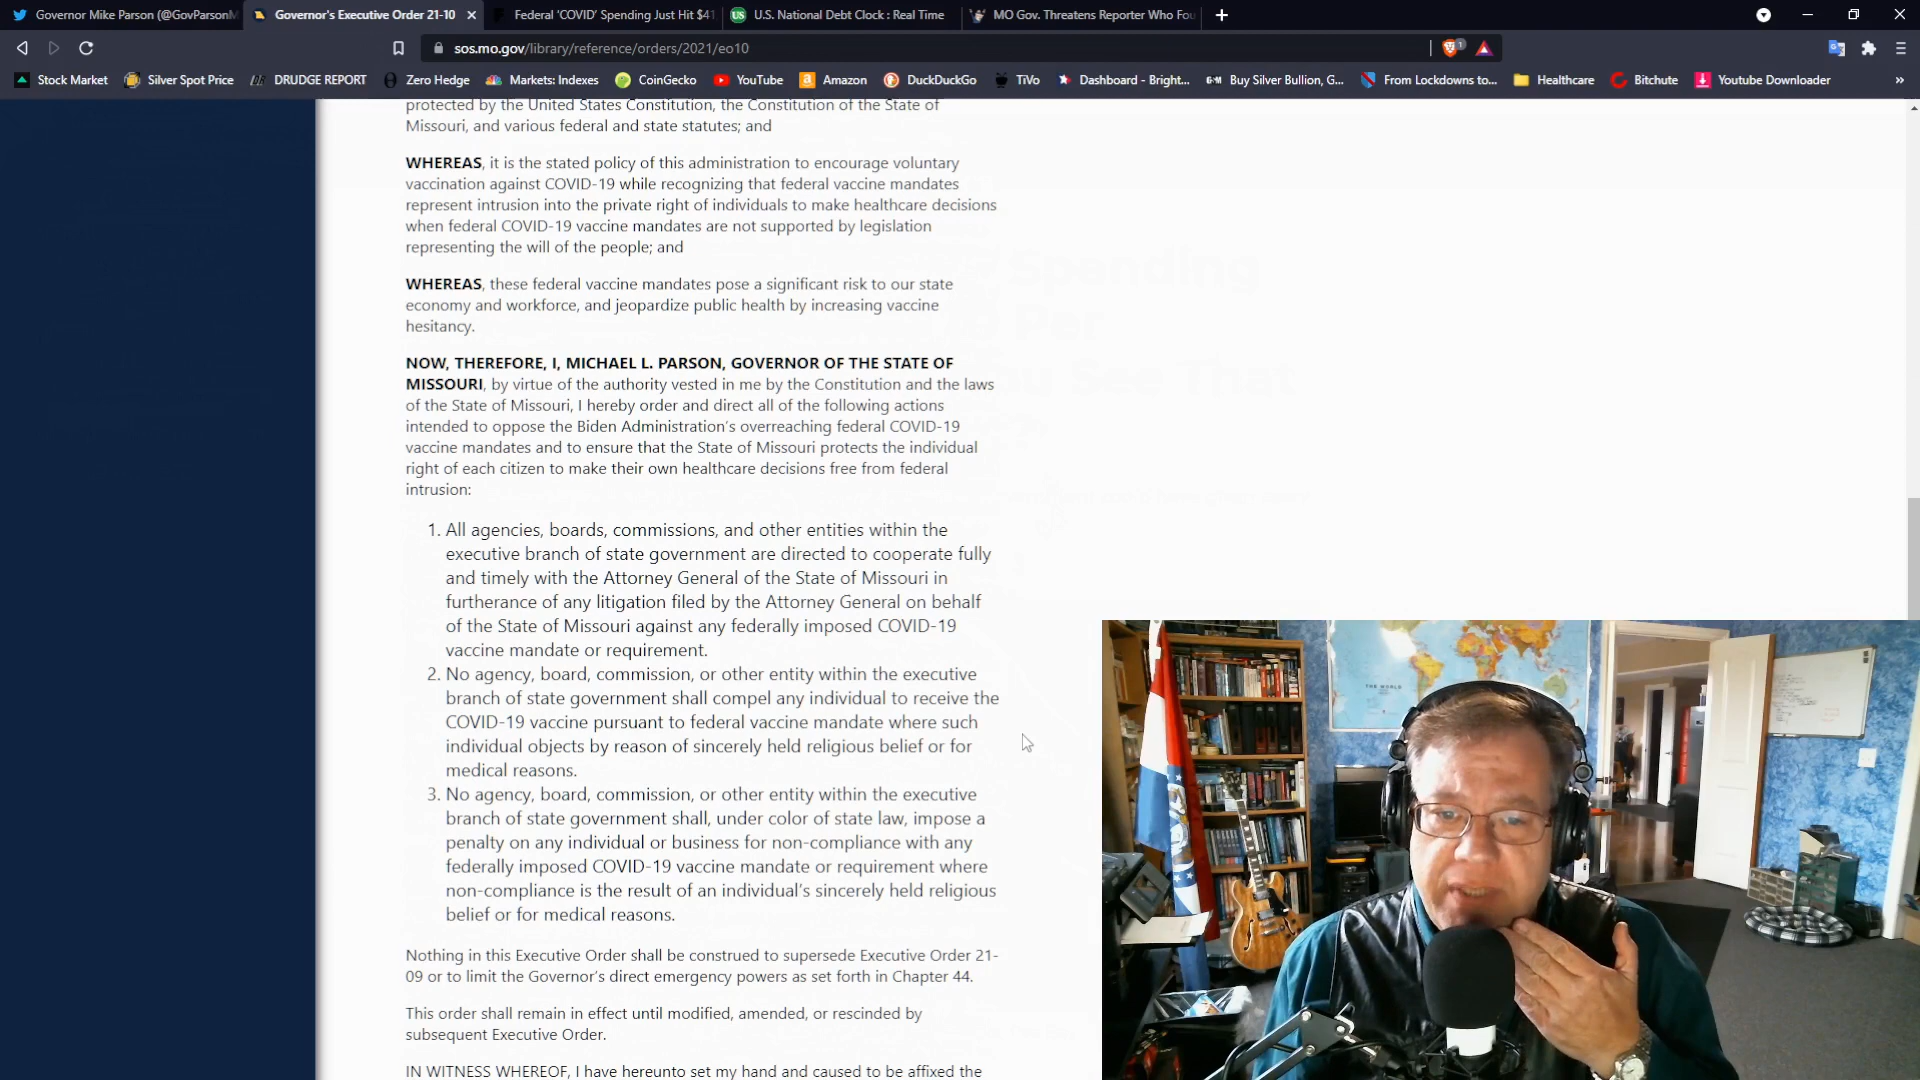 Governor Mike Parson (@GovParsonM
Governor's Executive Order 21-10
Federal 'COVID' Spending Just Hit $41
U.S. National Debt Clock : Real Time
MO Gov. Threatens Reporter Who Fou
sos.mo.gov/library/reference/orders/2021/eo10
Stock Market
Silver Spot Price
DRUDGE REPORT
Zero Hedge
Markets: Indexes
CoinGecko
YouTube
Amazon
DuckDuckGo
TiVo
Dashboard - Bright...
Buy Silver Bullion, G...
From Lockdowns to...
Healthcare
Bitchute
Youtube Downloader
protected by the United States Constitution, the Constitution of the State of
Missouri, and various federal and state statutes; and
WHEREAS, it is the stated policy of this administration to encourage voluntary
vaccination against COVID-19 while recognizing that federal vaccine mandates
represent intrusion into the private right of individuals to make healthcare decisions
when federal COVID-19 vaccine mandates are not supported by legislation
representing the will of the people; and
WHEREAS, these federal vaccine mandates pose a significant risk to our state
economy and workforce, and jeopardize public health by increasing vaccine
hesitancy.
NOW, THEREFORE, I, MICHAEL L. PARSON, GOVERNOR OF THE STATE OF
MISSOURI, by virtue of the authority vested in me by the Constitution and the laws
of the State of Missouri, I hereby order and direct all of the following actions
intended to oppose the Biden Administration's overreaching federal COVID-19
vaccine mandates and to ensure that the State of Missouri protects the individual
right of each citizen to make their own healthcare decisions free from federal
intrusion:
1. All agencies, boards, commissions, and other entities within the
executive branch of state government are directed to cooperate fully
and timely with the Attorney General of the State of Missouri in
furtherance of any litigation filed by the Attorney General on behalf
of the State of Missouri against any federally imposed COVID-19
vaccine mandate or requirement.
2. No agency, board, commission, or other entity within the executive
branch of state government shall compel any individual to receive the
COVID-19 vaccine pursuant to federal vaccine mandate where such
individual objects by reason of sincerely held religious belief or for
medical reasons.
3. No agency, board, commission, or other entity within the executive
branch of state government shall, under color of state law, impose a
penalty on any individual or business for non-compliance with any
federally imposed COVID-19 vaccine mandate or requirement where
non-compliance is the result of an individual's sincerely held religious
belief or for medical reasons.
Nothing in this Executive Order shall be construed to supersede Executive Order 21-
09 or to limit the Governor's direct emergency powers as set forth in Chapter 44.
This order shall remain in effect until modified, amended, or rescinded by
subsequent Executive Order.
IN WITNESS WHEREOF, I have hereunto set my hand and caused to be affixed the
Spending
Per
You See That
THE WORLD